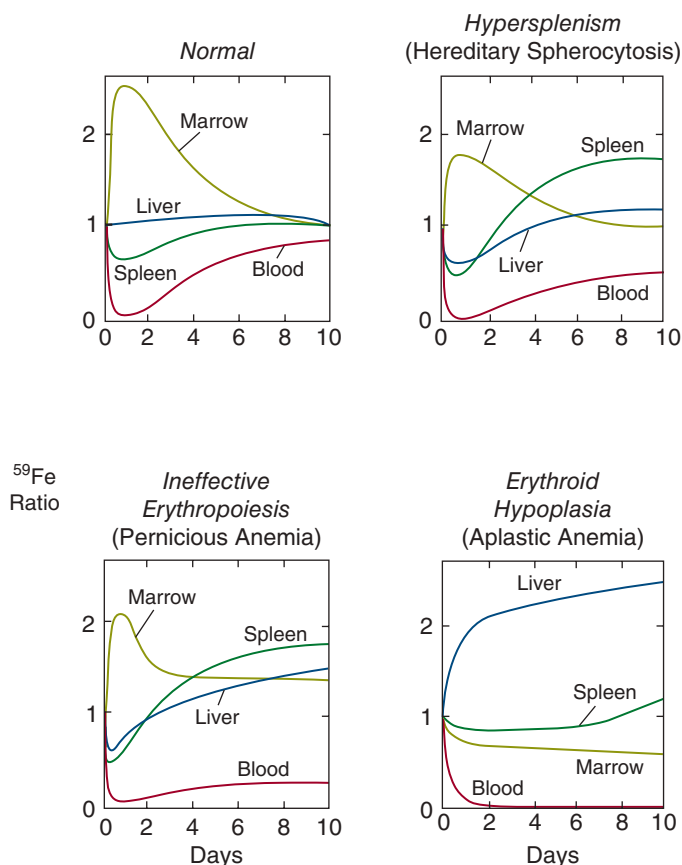 Normal
Hypersplenism
(Hereditary Spherocytosis)
2
1
0
Marrow
Liver
Spleen
Blood
0 2 4 6 8 10
2
1
0
Marrow
Spleen
Liver
Blood
0 2 4 6 8 10
⁵⁹Fe
Ratio
Ineffective
Erythropoiesis
(Pernicious Anemia)
2
1
0
Marrow
Spleen
Liver
Blood
0 2 4 6 8 10
Days
Erythroid
Hypoplasia
(Aplastic Anemia)
2
1
0
Liver
Spleen
Marrow
Blood
0 2 4 6 8 10
Days